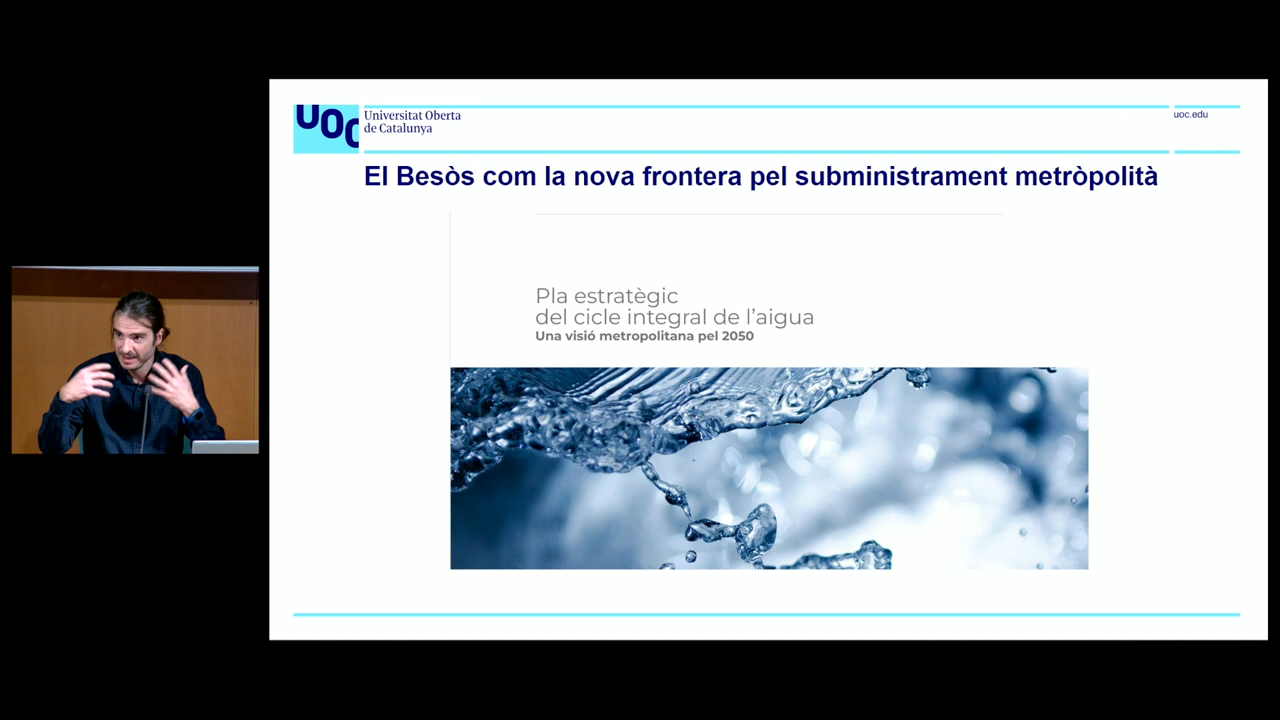 UOC
Universitat Oberta
de Catalunya
uoc.edu
El Besòs com la nova frontera pel subministrament metròpolità
Pla estratègic
del cicle integral de l'aigua
Una visió metropolitana pel 2050